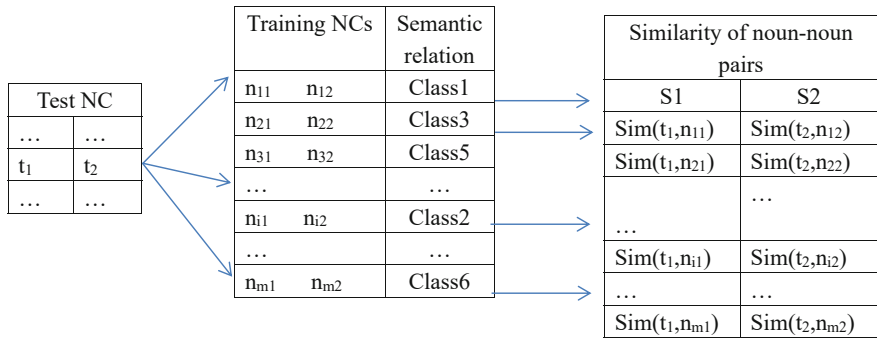 Test NC
… …
t₁ t₂
… …
Training NCs Semantic relation
n₁₁ n₁₂ Class1
n₂₁ n₂₂ Class3
n₃₁ n₃₂ Class5
… …
nᵢ₁ nᵢ₂ Class2
… …
nₘ₁ nₘ₂ Class6
Similarity of noun-noun
pairs
S1 S2
Sim(t₁,n₁₁) Sim(t₂,n₁₂)
Sim(t₁,n₂₁) Sim(t₂,n₂₂)
… …
Sim(t₁,nᵢ₁) Sim(t₂,nᵢ₂)
… …
Sim(t₁,nₘ₁) Sim(t₂,nₘ₂)